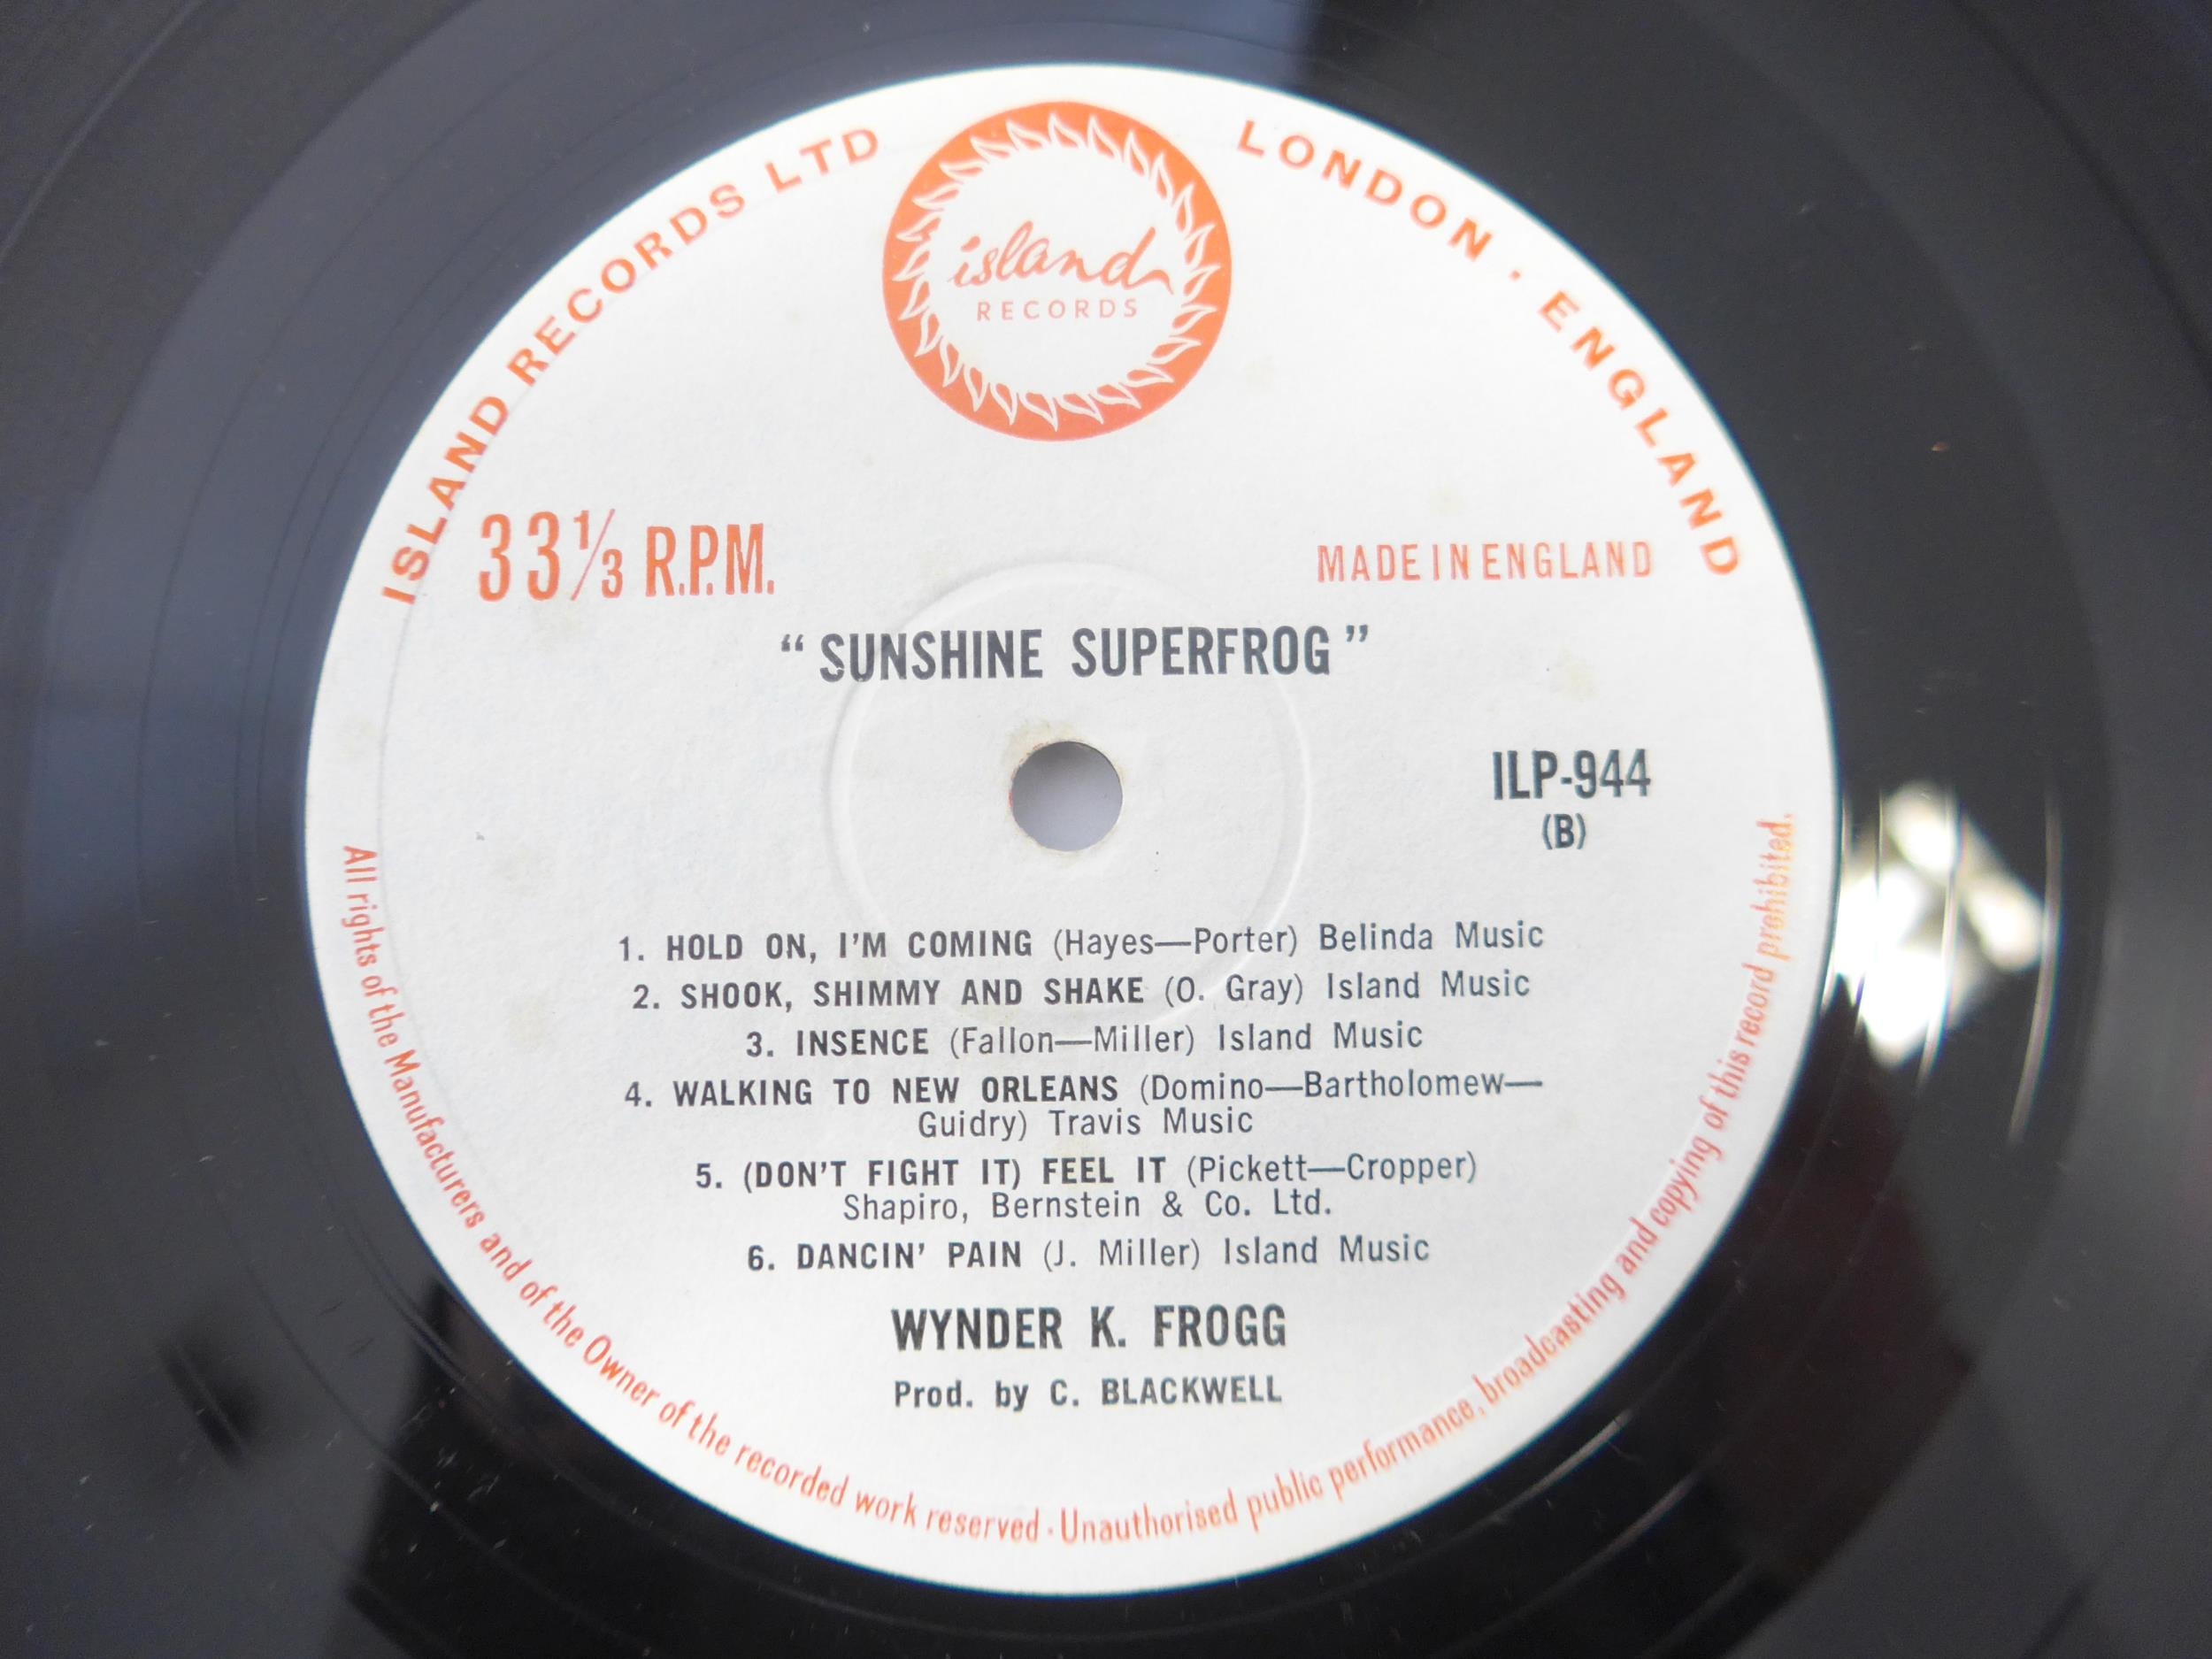 ISLAND RECORDS LTD
LONDON · ENGLAND
island
RECORDS
33⅓ R.P.M.
MADE IN ENGLAND
“SUNSHINE SUPERFROG”
ILP-944
(B)
1. HOLD ON, I’M COMING (Hayes—Porter) Belinda Music
2. SHOOK, SHIMMY AND SHAKE (O. Gray) Island Music
3. INSENCE (Fallon—Miller) Island Music
4. WALKING TO NEW ORLEANS (Domino—Bartholomew—
Guidry) Travis Music
5. (DON’T FIGHT IT) FEEL IT (Pickett—Cropper)
Shapiro, Bernstein & Co. Ltd.
6. DANCIN’ PAIN (J. Miller) Island Music
WYNDER K. FROGG
Prod. by C. BLACKWELL
All rights of the Manufacturers and of the Owner of the recorded work reserved · Unauthorised public performance, broadcasting and copying of this record prohibited.